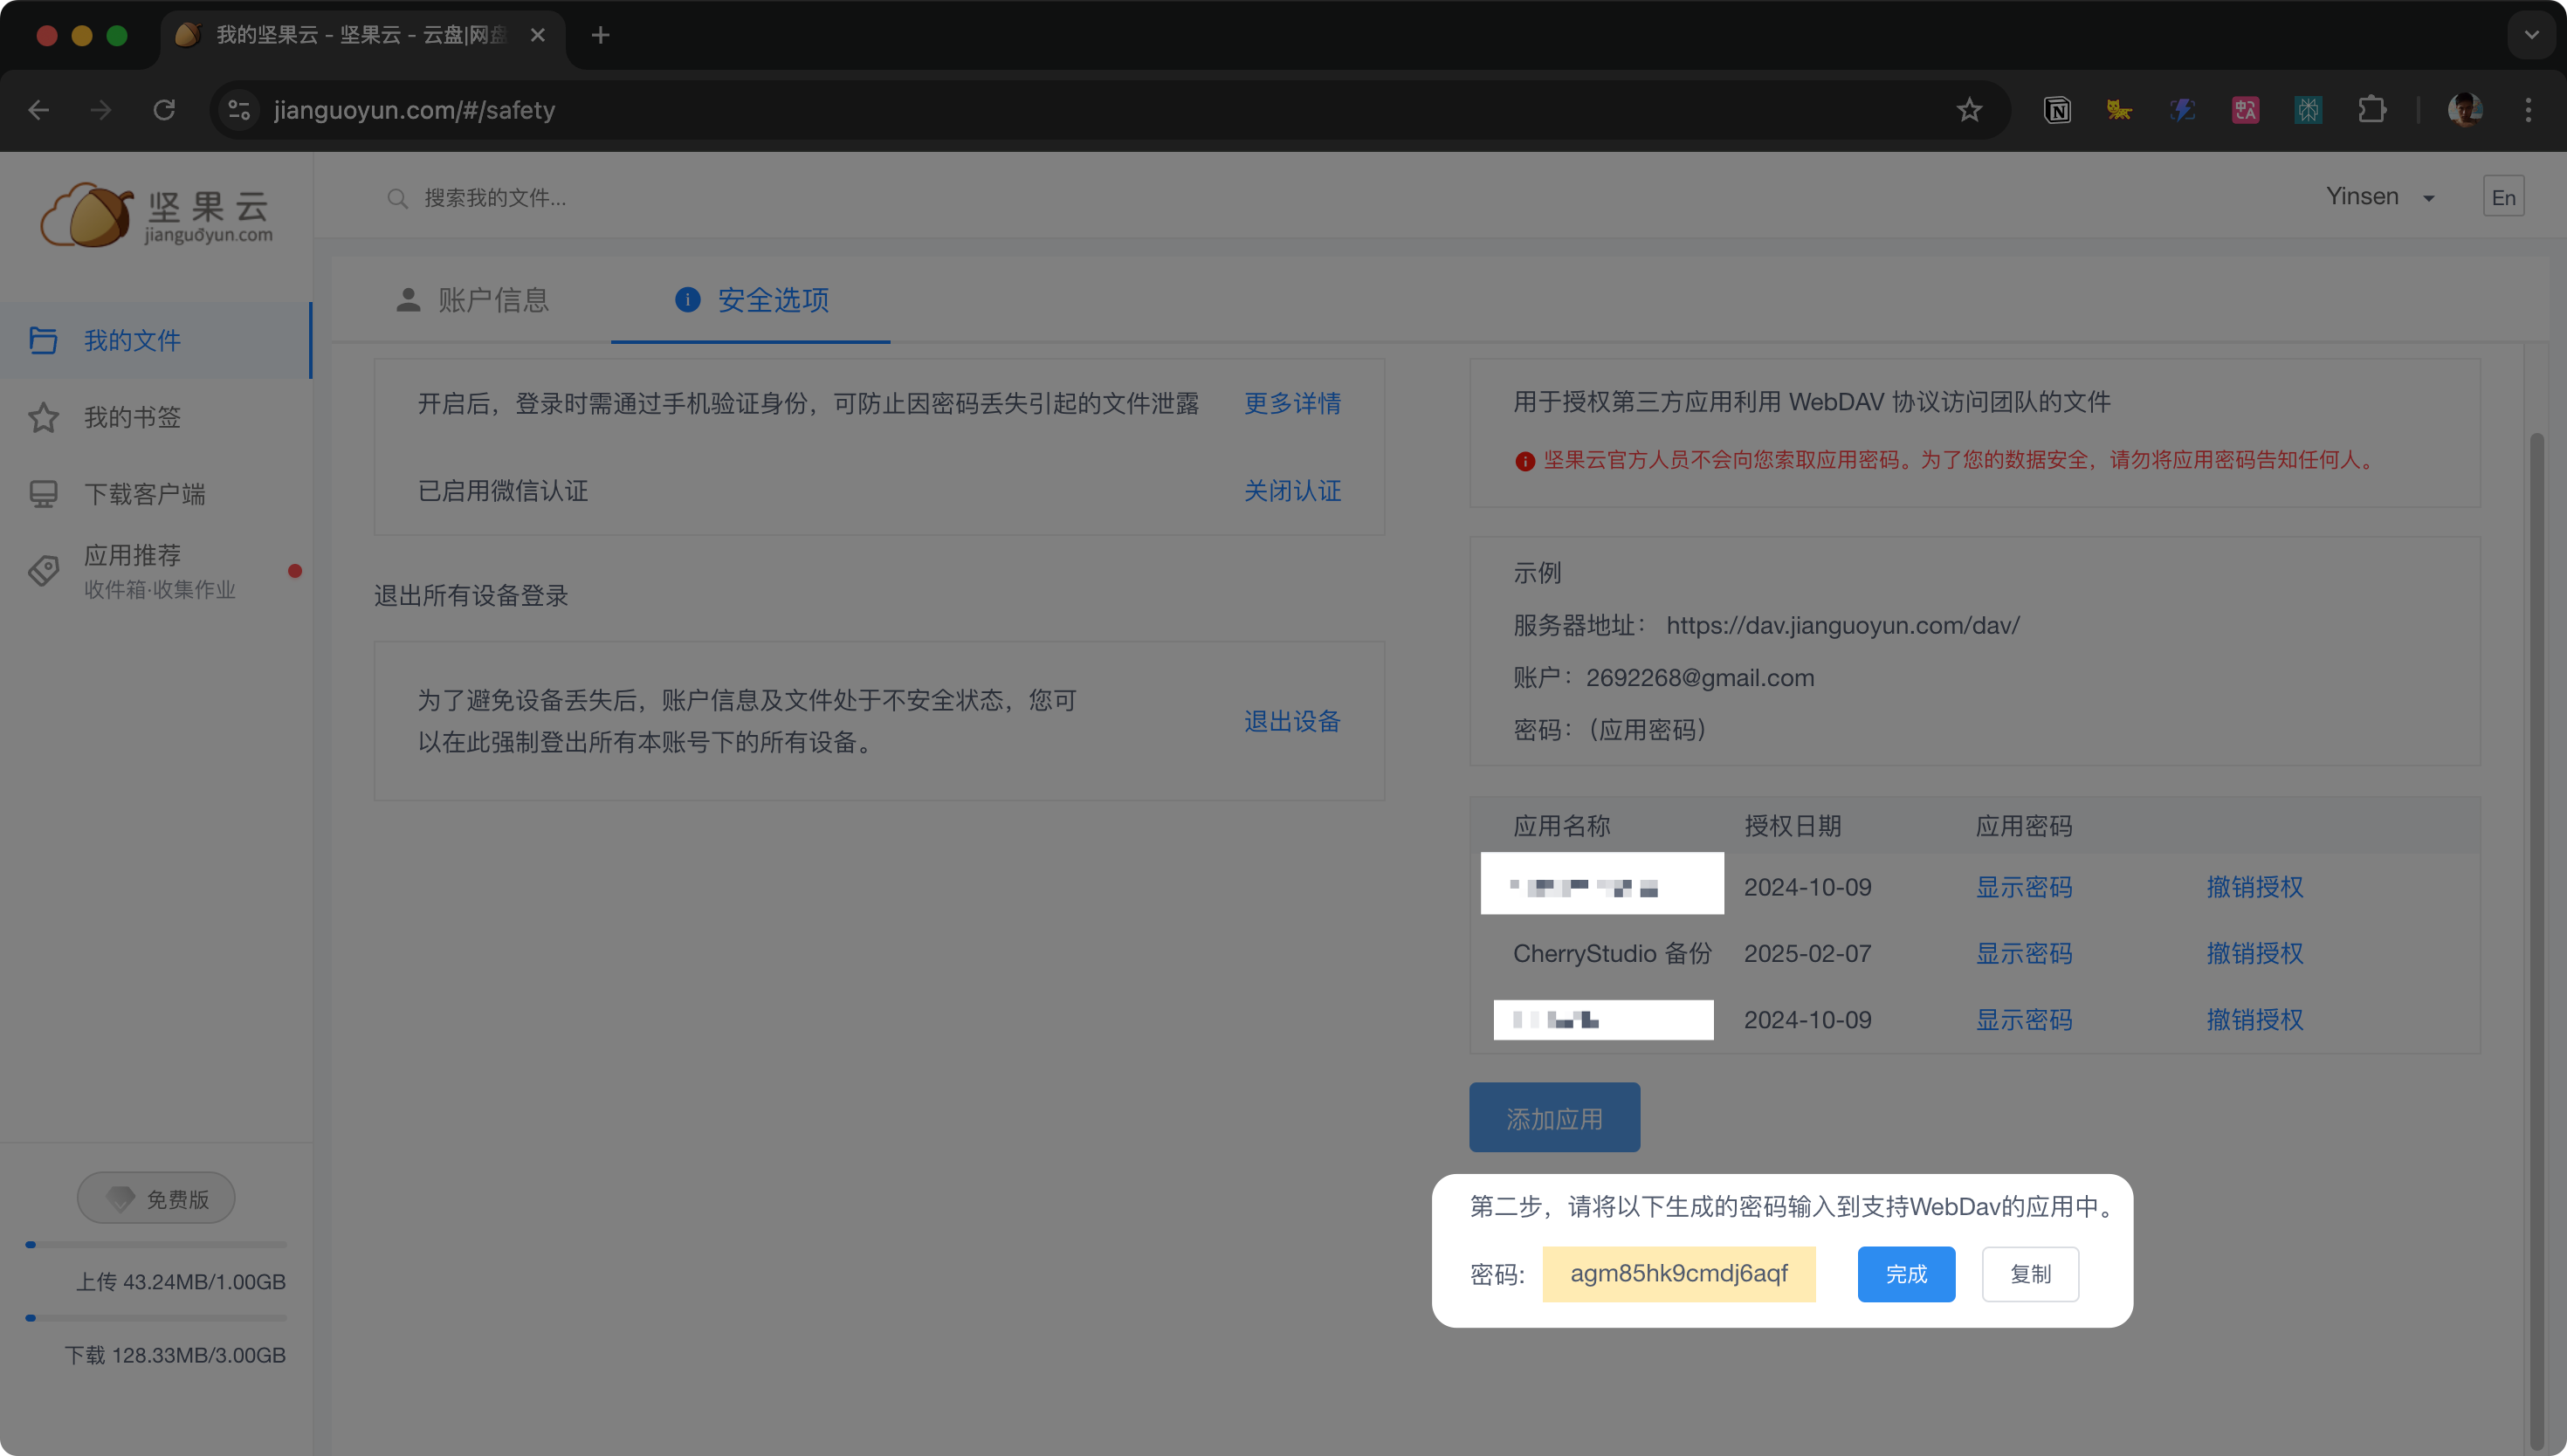 我的坚果云 - 坚果云 - 云盘|网盘
jianguoyun.com/#/safety
坚果云
jianguoyun.com
搜索我的文件...
Yinsen
En
我的文件
我的书签
下载客户端
应用推荐
收件箱·收集作业
免费版
上传 43.24MB/1.00GB
下载 128.33MB/3.00GB
账户信息
安全选项
开启后，登录时需通过手机验证身份，可防止因密码丢失引起的文件泄露 更多详情
已启用微信认证 关闭认证
退出所有设备登录
为了避免设备丢失后，账户信息及文件处于不安全状态，您可
以在此强制登出所有本账号下的所有设备。
退出设备
用于授权第三方应用利用 WebDAV 协议访问团队的文件
坚果云官方人员不会向您索取应用密码。为了您的数据安全，请勿将应用密码告知任何人。
示例
服务器地址： https://dav.jianguoyun.com/dav/
账户：2692268@gmail.com
密码：（应用密码）
应用名称 授权日期 应用密码
2024-10-09 显示密码 撤销授权
CherryStudio 备份 2025-02-07 显示密码 撤销授权
2024-10-09 显示密码 撤销授权
添加应用
第二步，请将以下生成的密码输入到支持WebDav的应用中。
密码: agm85hk9cmdj6aqf 完成 复制